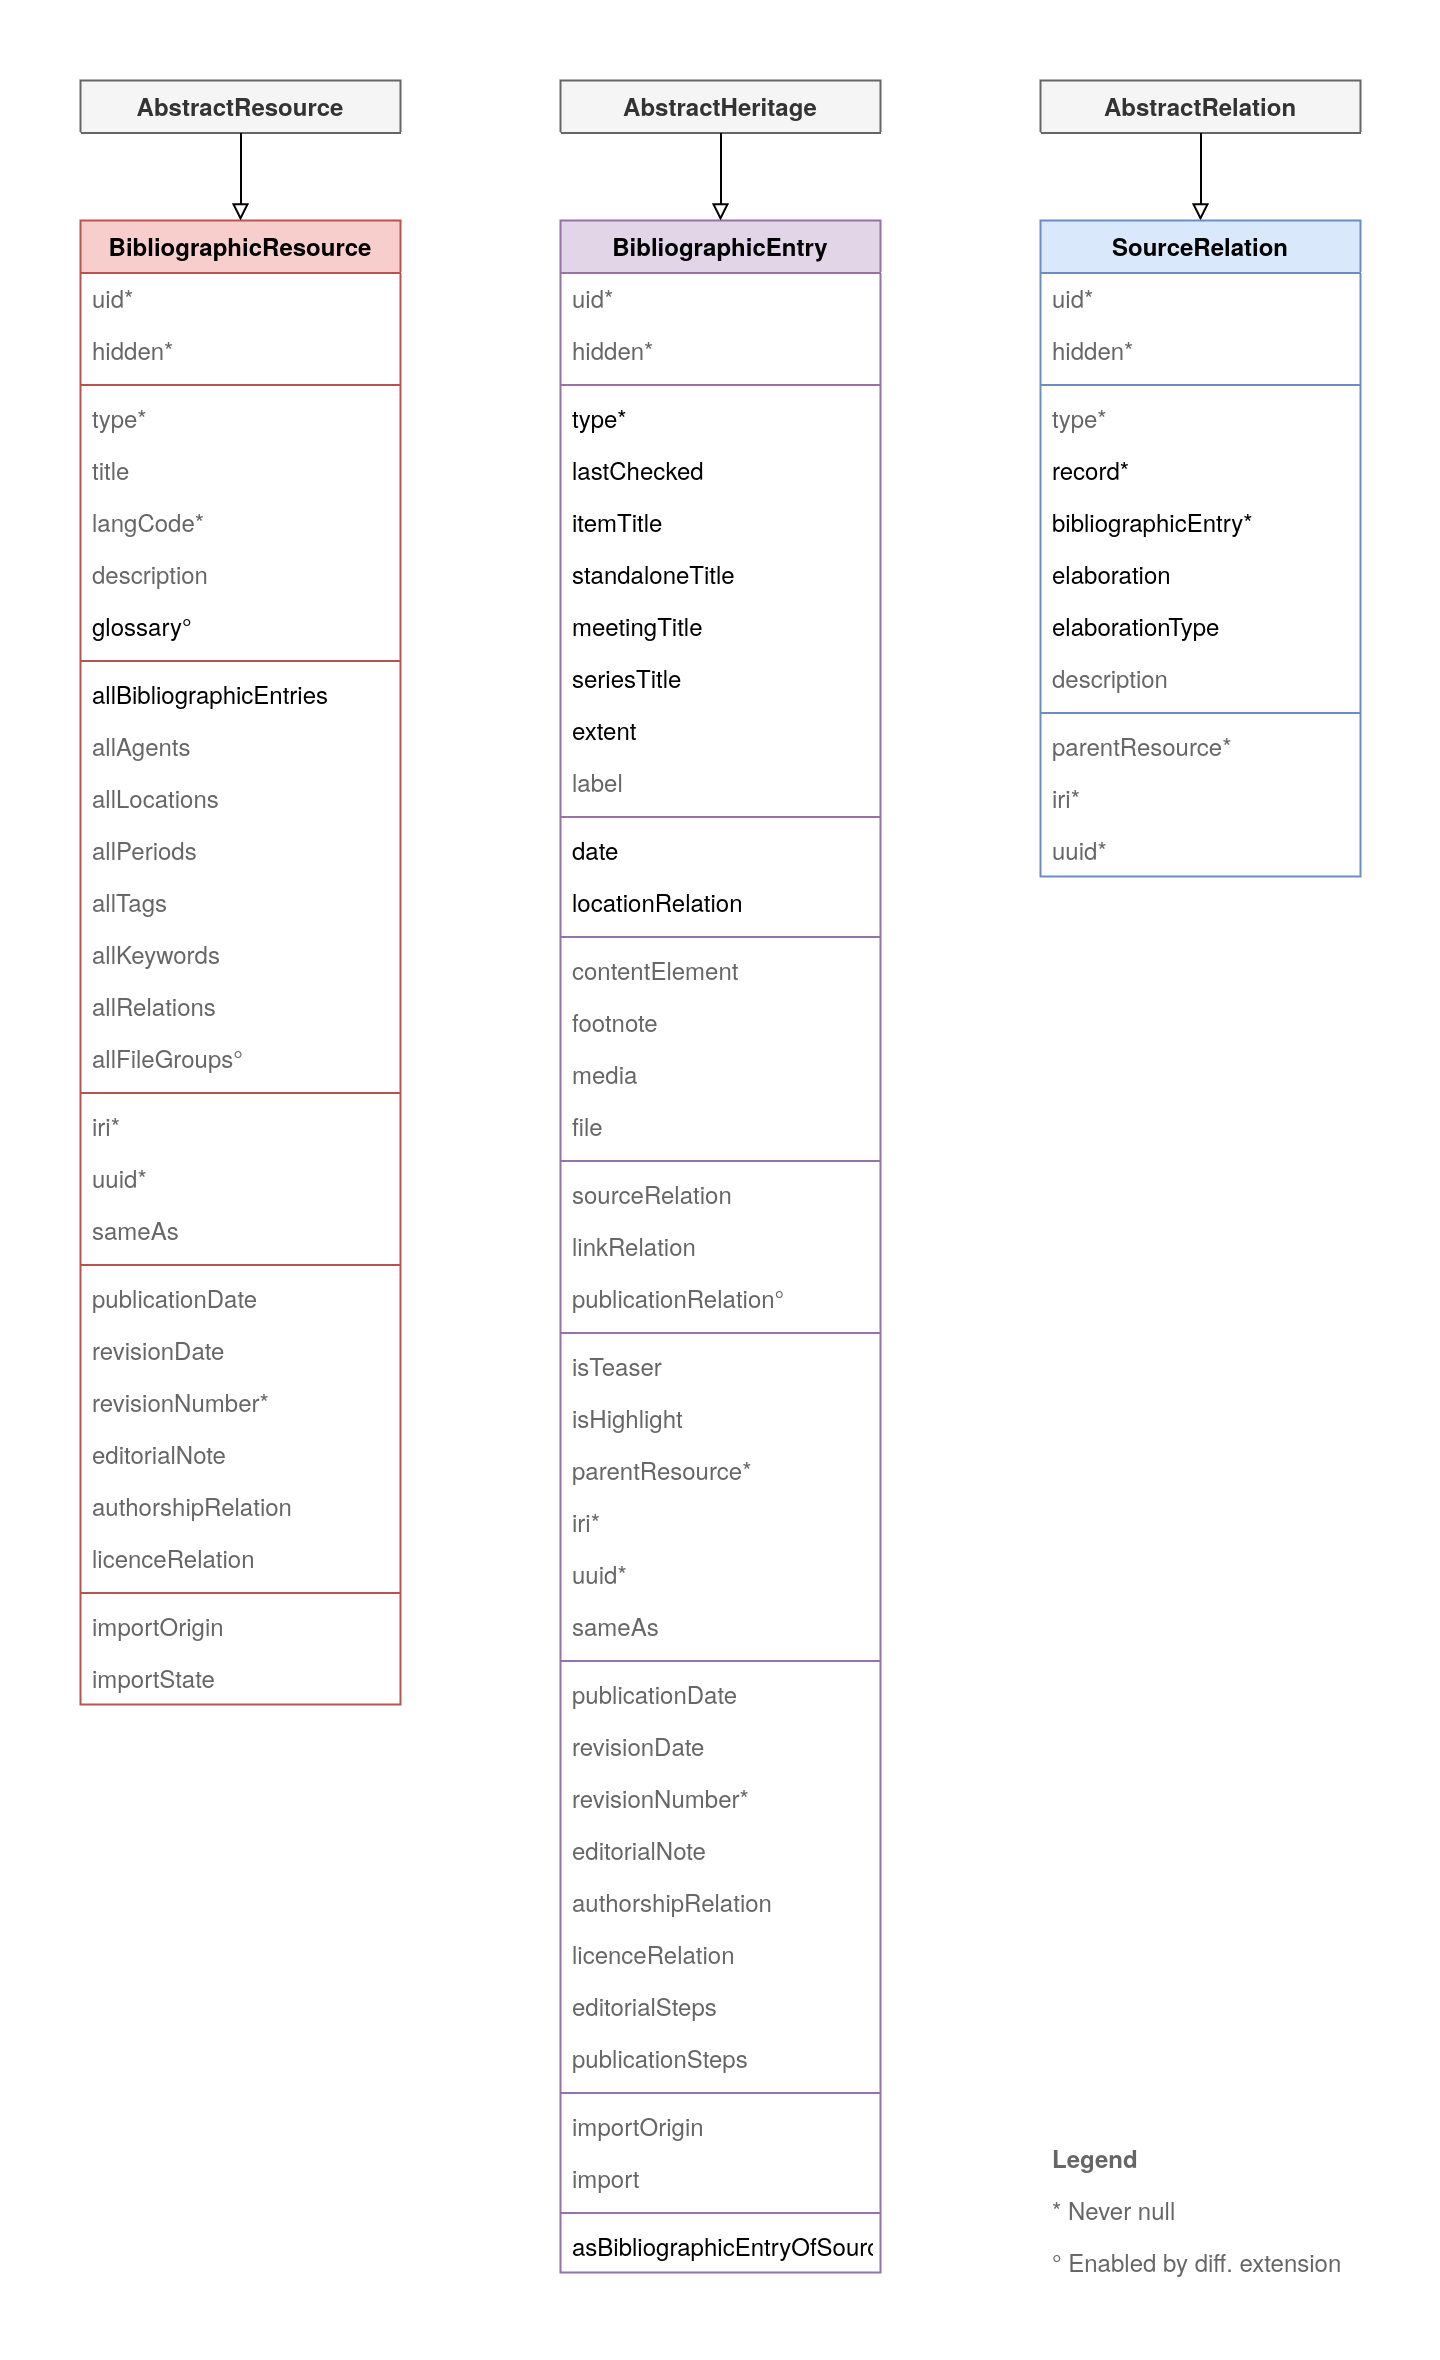 AbstractResource
BibliographicResource
uid*
hidden*
type*
title
langCode*
description
glossary°
allBibliographicEntries
allAgents
allLocations
allPeriods
allTags
allKeywords
allRelations
allFileGroups°
iri*
uuid*
sameAs
publicationDate
revisionDate
revisionNumber*
editorialNote
authorshipRelation
licenceRelation
importOrigin
importState
AbstractHeritage
BibliographicEntry
uid*
hidden*
type*
lastChecked
itemTitle
standaloneTitle
meetingTitle
seriesTitle
extent
label
date
locationRelation
contentElement
footnote
media
file
sourceRelation
linkRelation
publicationRelation°
isTeaser
isHighlight
parentResource*
iri*
uuid*
sameAs
publicationDate
revisionDate
revisionNumber*
editorialNote
authorshipRelation
licenceRelation
editorialSteps
publicationSteps
importOrigin
import
asBibliographicEntryOfSourc
AbstractRelation
SourceRelation
uid*
hidden*
type*
record*
bibliographicEntry*
elaboration
elaborationType
description
parentResource*
iri*
uuid*
Legend
* Never null
° Enabled by diff. extension